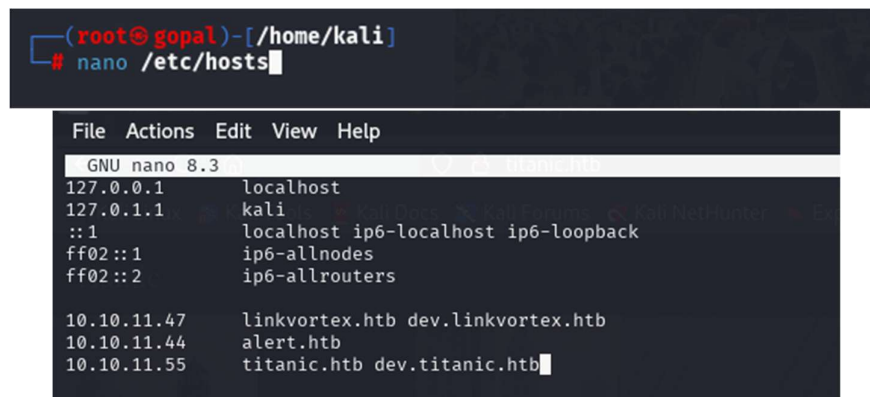 (root㉿gopal)-[/home/kali]
# nano /etc/hosts
File Actions Edit View Help
GNU nano 8.3
titanic.htb
127.0.0.1 localhost
127.0.1.1 kali
::1 localhost ip6-localhost ip6-loopback
ff02::1 ip6-allnodes
ff02::2 ip6-allrouters
10.10.11.47 linkvortex.htb dev.linkvortex.htb
10.10.11.44 alert.htb
10.10.11.55 titanic.htb dev.titanic.htb